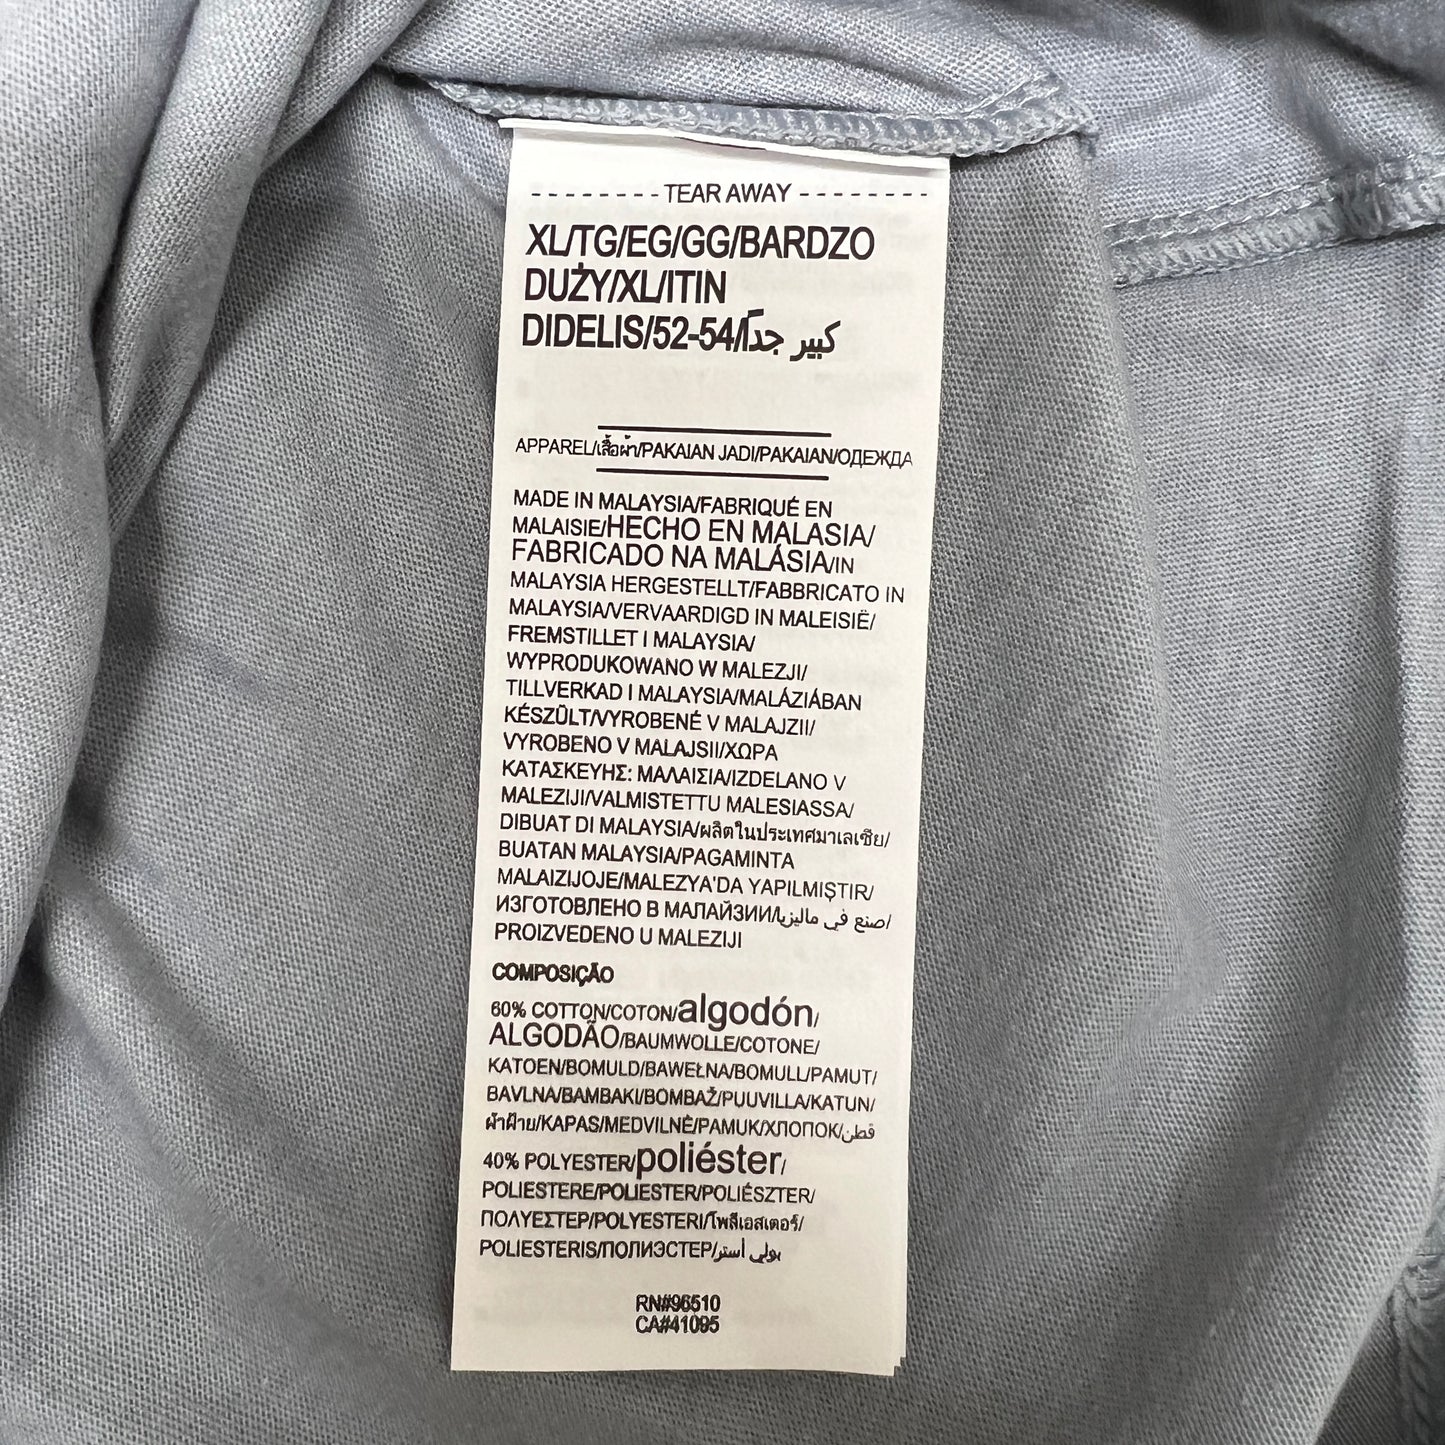 --------TEAR AWAY--------
XL/TG/EG/GG/BARDZO
DUŻY/XL/ITIN
DIDELIS/52-54/كبير جدًا
APPAREL/เสื้อผ้า/PAKAIAN JADI/PAKAIAN/ОДЕЖДА
MADE IN MALAYSIA/FABRIQUÉ EN
MALAISIE/HECHO EN MALASIA/
FABRICADO NA MALÁSIA/IN
MALAYSIA HERGESTELLT/FABBRICATO IN
MALAYSIA/VERVAARDIGD IN MALEISIË/
FREMSTILLET I MALAYSIA/
WYPRODUKOWANO W MALEZJI/
TILLVERKAD I MALAYSIA/MALÁZIÁBAN
KÉSZÜLT/VYROBENÉ V MALAJZII/
VYROBENO V MALAJSII/ΧΩΡΑ
ΚΑΤΑΣΚΕΥΗΣ: ΜΑΛΑΙΣΙΑ/IZDELANO V
MALEZIJI/VALMISTETTU MALESIASSA/
DIBUAT DI MALAYSIA/ผลิตในประเทศมาเลเซีย/
BUATAN MALAYSIA/PAGAMINTA
MALAIZIJOJE/MALEZYA'DA YAPILMIŞTIR/
ИЗГОТОВЛЕНО В МАЛАЙЗИИ/صنع في ماليزيا/
PROIZVEDENO U MALEZIJI
COMPOSIÇÃO
60% COTTON/COTON/algodón/
ALGODÃO/BAUMWOLLE/COTONE/
KATOEN/BOMULD/BAWEŁNA/BOMULL/PAMUT/
BAVLNA/BAMBAKI/BOMBAŽ/PUUVILLA/KATUN/
ผ้าฝ้าย/KAPAS/MEDVILNĖ/PAMUK/ХЛОПОК/قطن
40% POLYESTER/poliéster/
POLIESTERE/POLIESTER/POLIÉSZTER/
ΠΟΛΥΕΣΤΕΡ/POLYESTERI/โพลีเอสเตอร์/
POLIESTERIS/ПОЛИЭСТЕР/بولي أستر
RN#96510
CA#41095